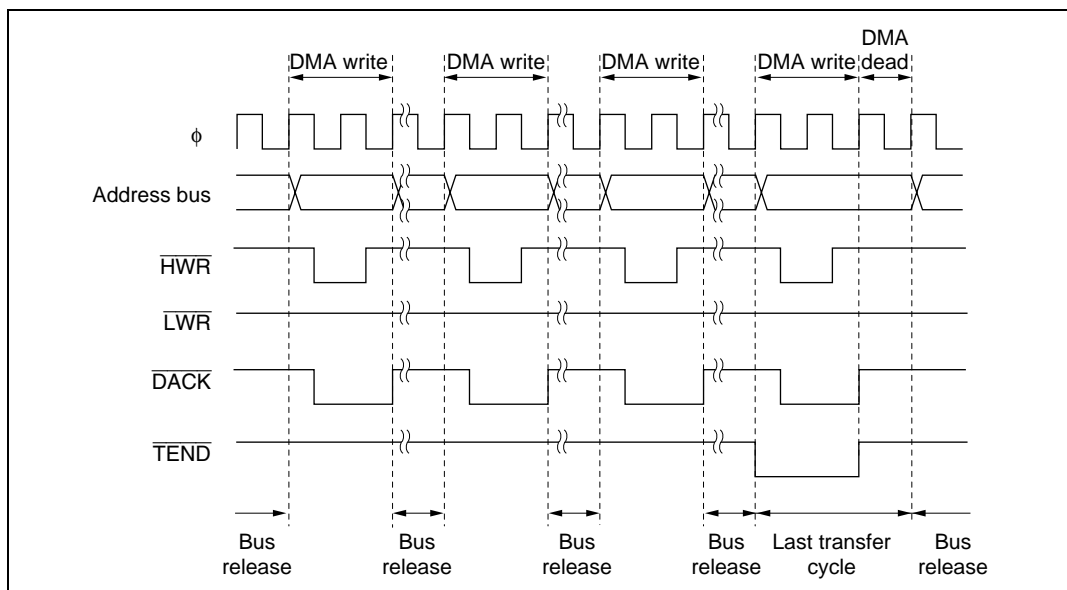 DMA
DMA write DMA write DMA write DMA write dead
ϕ
Address bus
HWR
LWR
DACK
TEND
Bus release Bus release Bus release Bus release Last transfer cycle Bus release